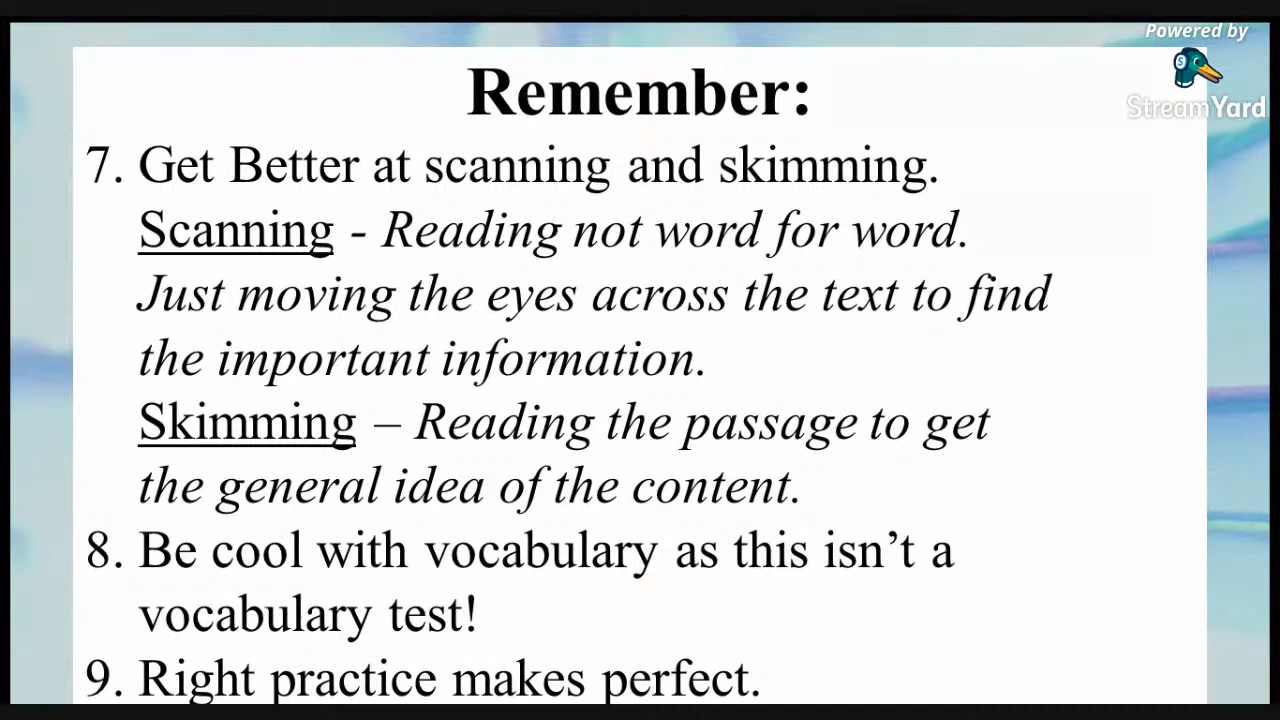 Powered by
StreamYard
Remember:
7. Get Better at scanning and skimming.
Scanning - Reading not word for word.
Just moving the eyes across the text to find
the important information.
Skimming – Reading the passage to get
the general idea of the content.
8. Be cool with vocabulary as this isn’t a
vocabulary test!
9. Right practice makes perfect.